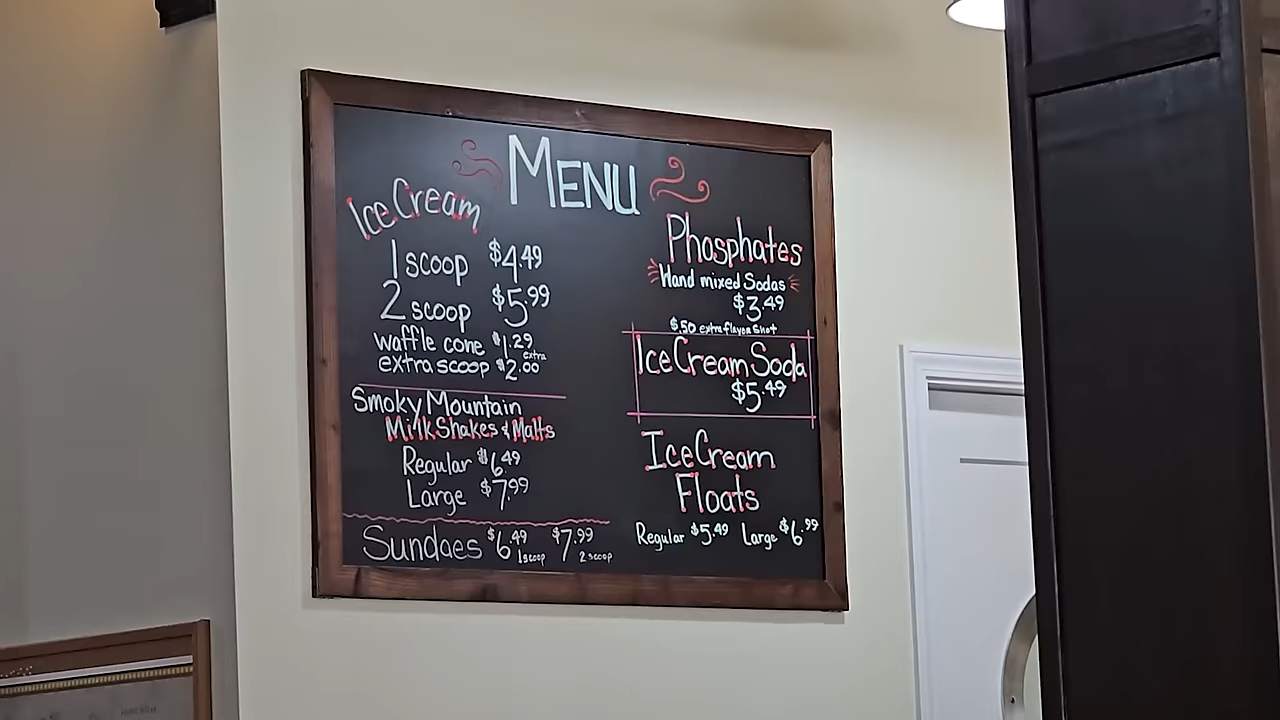 MENU
Ice Cream
1 scoop $4.49
2 scoop $5.99
waffle cone $1.29
extra scoop $2.00 extra
Smoky Mountain
Milk Shakes & Malts
Regular $6.49
Large $7.99
Sundaes $6.49 1 scoop $7.99 2 scoop
Phosphates
Hand mixed Sodas
$3.49
$.50 extra flavor shot
Ice Cream Soda
$5.49
Ice Cream
Floats
Regular $5.49 Large $6.99